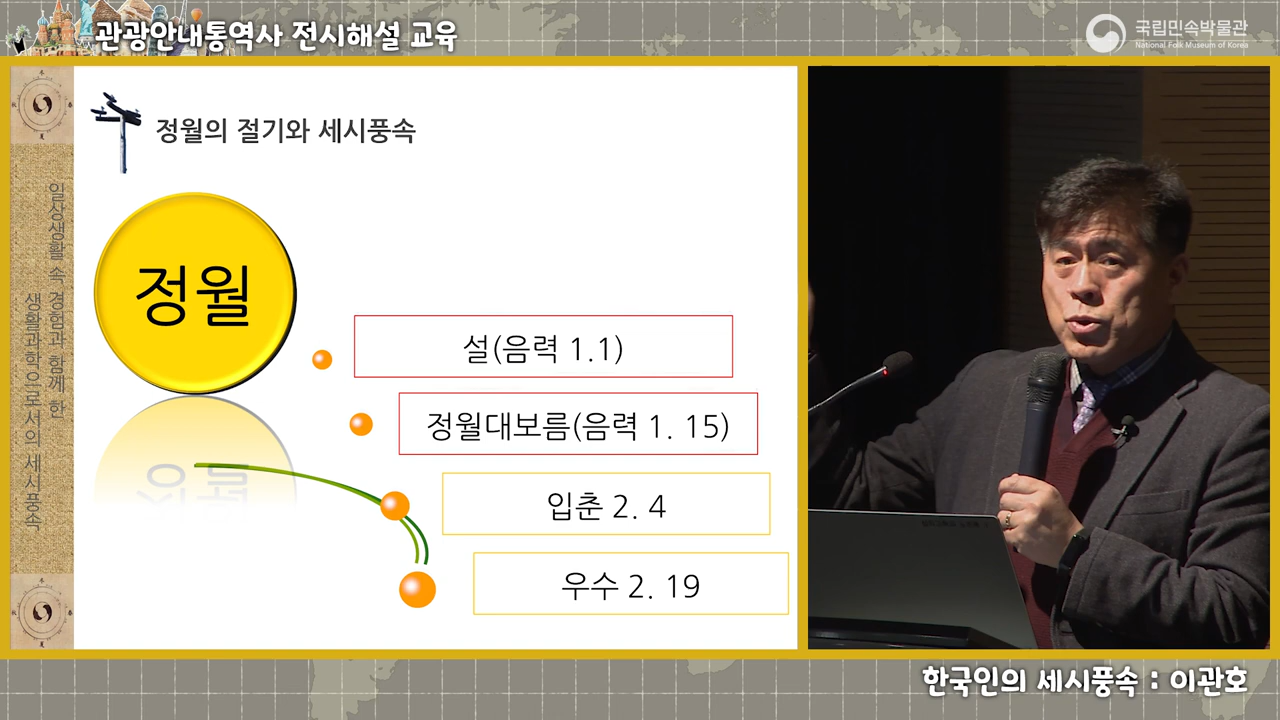 관광안내통역사 전시해설 교육
국립민속박물관
National Folk Museum of Korea
정월의 절기와 세시풍속
일상생활 속 경험과 함께 한
생활과학으로서의 세시풍속
정월
설(음력 1.1)
정월대보름(음력 1. 15)
입춘 2. 4
우수 2. 19
한국인의 세시풍속 : 이관호